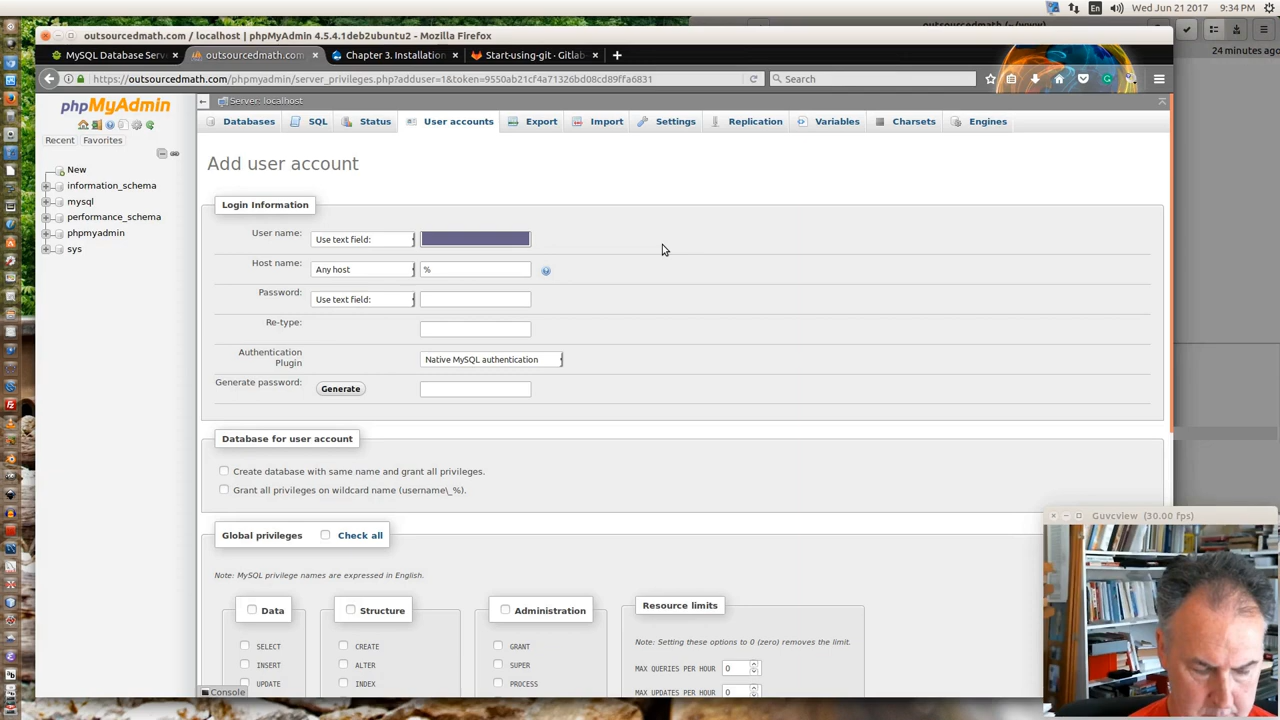 En
Wed Jun 21 2017
9:34 PM
outsourcedmath.com / localhost | phpMyAdmin 4.5.4.1deb2ubuntu2 - Mozilla Firefox
24 minutes ago
MySQL Database Serve
outsourcedmath.com /
Chapter 3. Installation
Start-using-git · Gitlab
https://outsourcedmath.com/phpmyadmin/server_privileges.php?adduser=1&token=9550ab21cf4a71326bd08cd89ffa6831
Search
phpMyAdmin
Recent
Favorites
New
information_schema
mysql
performance_schema
phpmyadmin
sys
Server: localhost
Databases
SQL
Status
User accounts
Export
Import
Settings
Replication
Variables
Charsets
Engines
Add user account
Login Information
User name:
Use text field:
Host name:
Any host
%
Password:
Use text field:
Re-type:
Authentication
Plugin
Native MySQL authentication
Generate password:
Generate
Database for user account
Create database with same name and grant all privileges.
Grant all privileges on wildcard name (username\_%).
Global privileges
Check all
Note: MySQL privilege names are expressed in English.
Data
SELECT
INSERT
UPDATE
Structure
CREATE
ALTER
INDEX
Administration
GRANT
SUPER
PROCESS
Resource limits
Note: Setting these options to 0 (zero) removes the limit.
MAX QUERIES PER HOUR
0
MAX UPDATES PER HOUR
0
Console
Guvcview (30.00 fps)